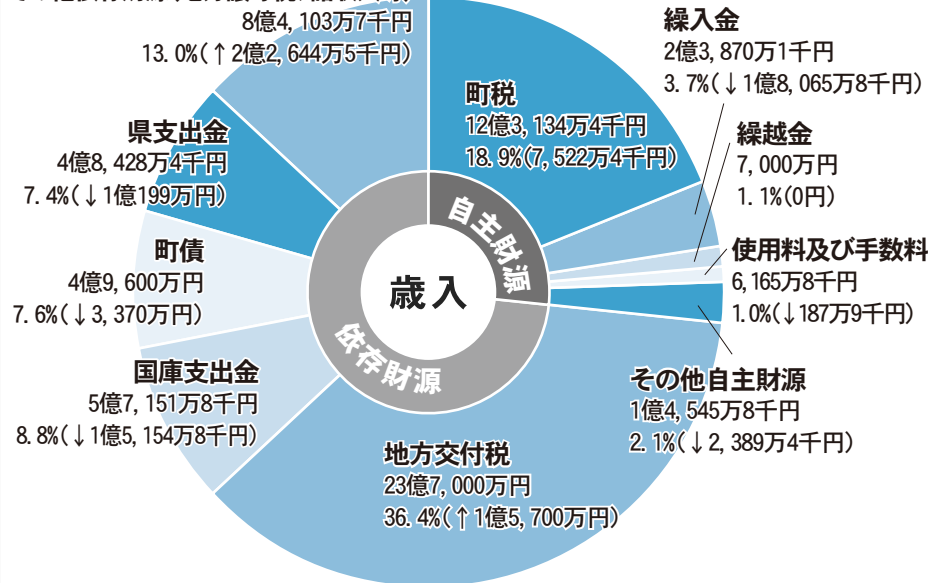 8億4,103万7千円
13.0%(↑2億2,644万5千円)
繰入金
2億3,870万1千円
3.7%(↓1億8,065万8千円)
町税
12億3,134万4千円
18.9%(7,522万4千円)
繰越金
7,000万円
1.1%(0円)
県支出金
4億8,428万4千円
7.4%(↓1億199万円)
自主財源
使用料及び手数料
6,165万8千円
1.0%(↓187万9千円)
町債
4億9,600万円
7.6%(↓3,370万円)
歳入
依存財源
その他自主財源
1億4,545万8千円
2.1%(↓2,389万4千円)
国庫支出金
5億7,151万8千円
8.8%(↓1億5,154万8千円)
地方交付税
23億7,000万円
36.4%(↑1億5,700万円)